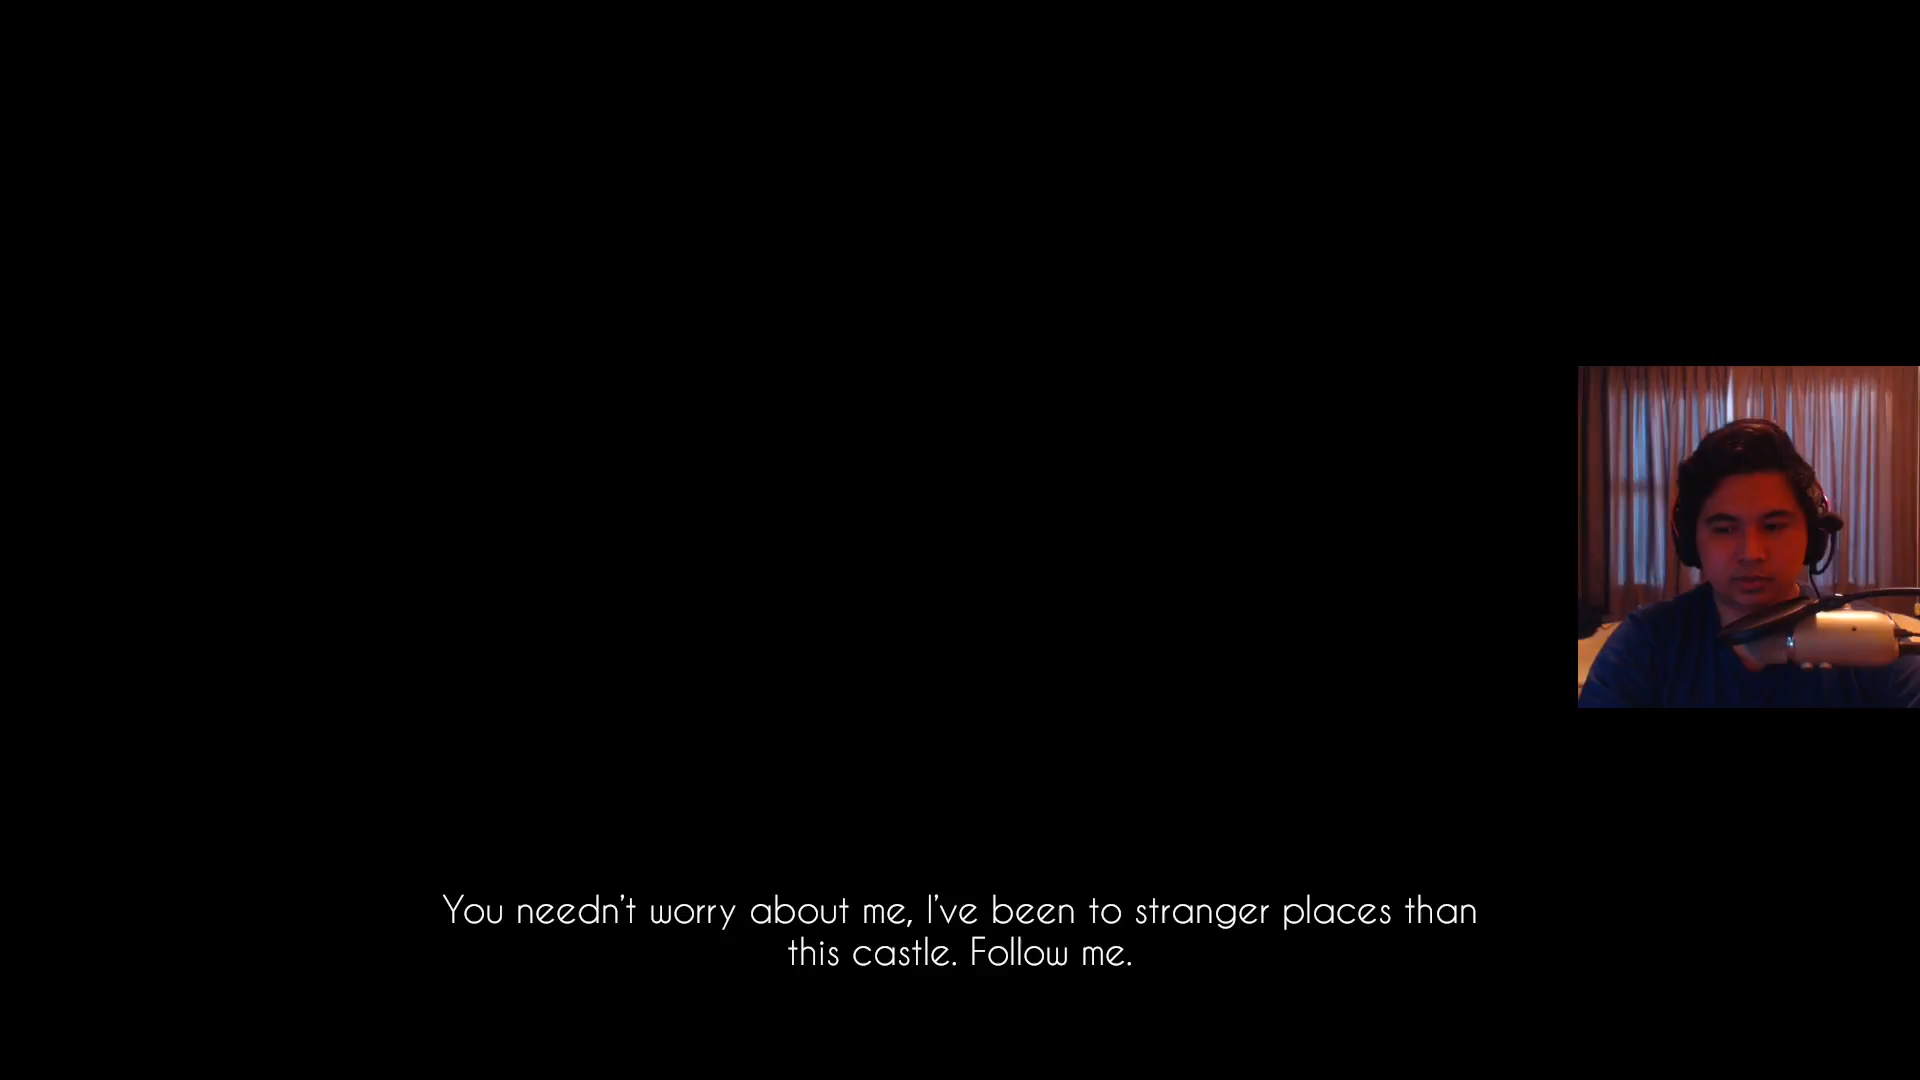 You needn't worry about me, I've been to stranger places than
this castle. Follow me.